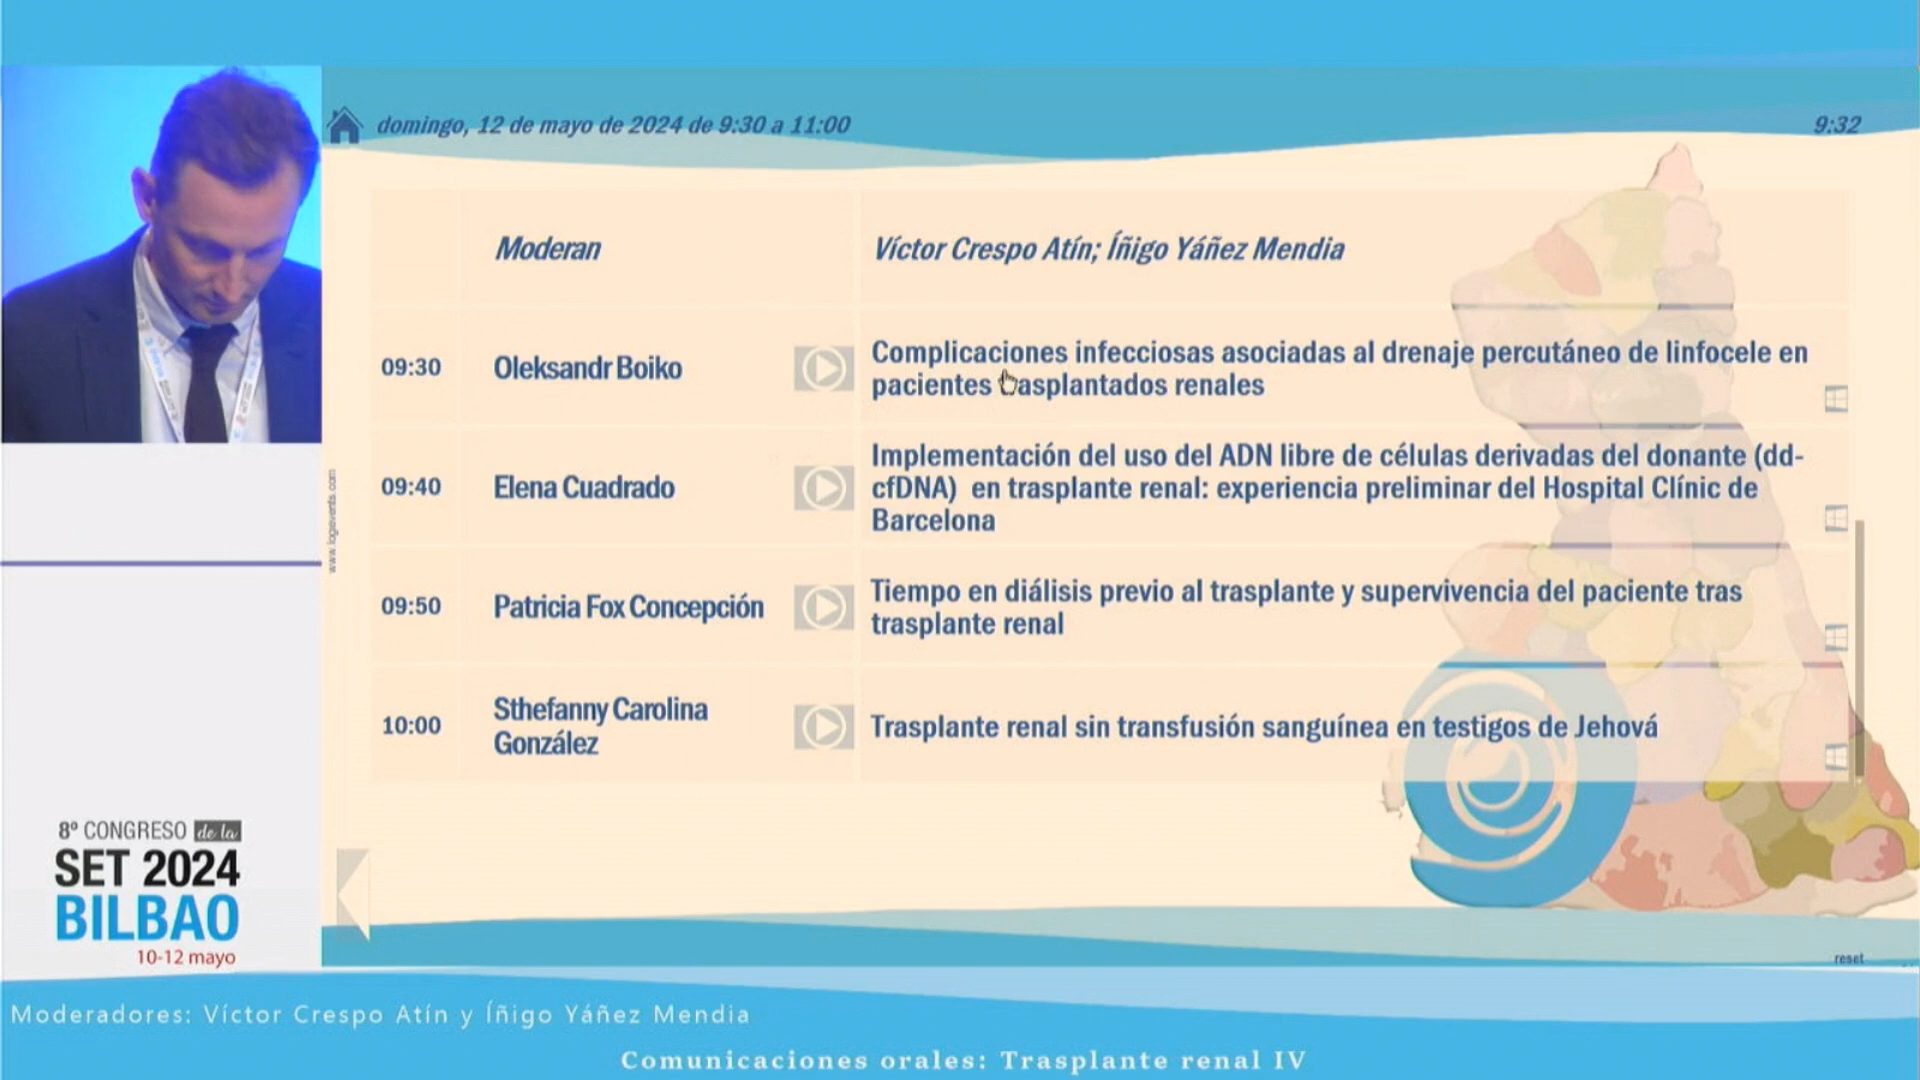 domingo, 12 de mayo de 2024 de 9:30 a 11:00
9:32
Moderan
Víctor Crespo Atín; Íñigo Yáñez Mendia
09:30
Oleksandr Boiko
Complicaciones infecciosas asociadas al drenaje percutáneo de linfocele en
pacientes trasplantados renales
09:40
Elena Cuadrado
Implementación del uso del ADN libre de células derivadas del donante (dd-
cfDNA) en trasplante renal: experiencia preliminar del Hospital Clínic de
Barcelona
09:50
Patricia Fox Concepción
Tiempo en diálisis previo al trasplante y supervivencia del paciente tras
trasplante renal
10:00
Sthefanny Carolina
González
Trasplante renal sin transfusión sanguínea en testigos de Jehová
www.logievents.com
8º CONGRESO de la
SET 2024
BILBAO
10-12 mayo
reset
Moderadores: Víctor Crespo Atín y Íñigo Yáñez Mendia
Comunicaciones orales: Trasplante renal IV